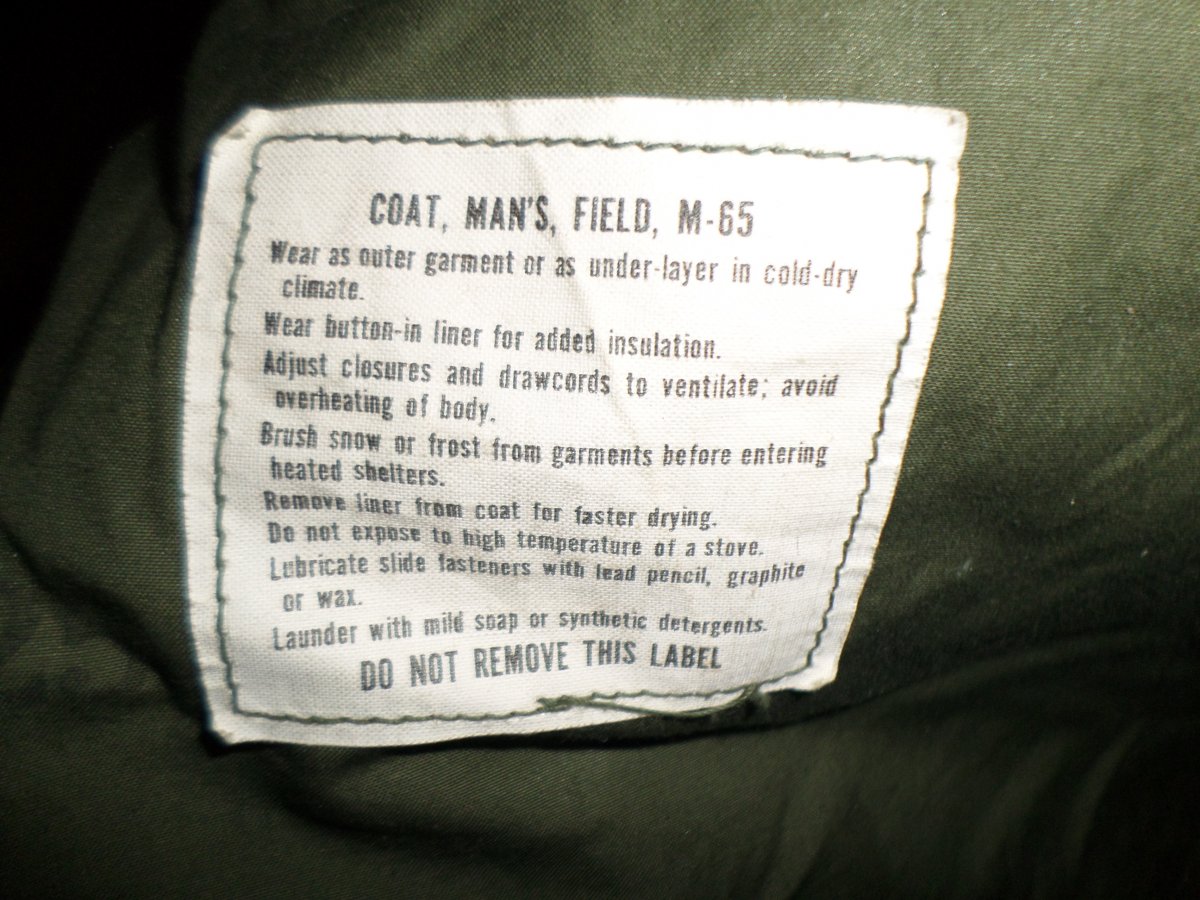 COAT, MAN'S, FIELD, M-65
Wear as outer garment or as under-layer in cold-dry
climate.
Wear button-in liner for added insulation.
Adjust closures and drawcords to ventilate; avoid
overheating of body.
Brush snow or frost from garments before entering
heated shelters.
Remove liner from coat for faster drying.
Do not expose to high temperature of a stove.
Lubricate slide fasteners with lead pencil, graphite
or wax.
Launder with mild soap or synthetic detergents.
DO NOT REMOVE THIS LABEL